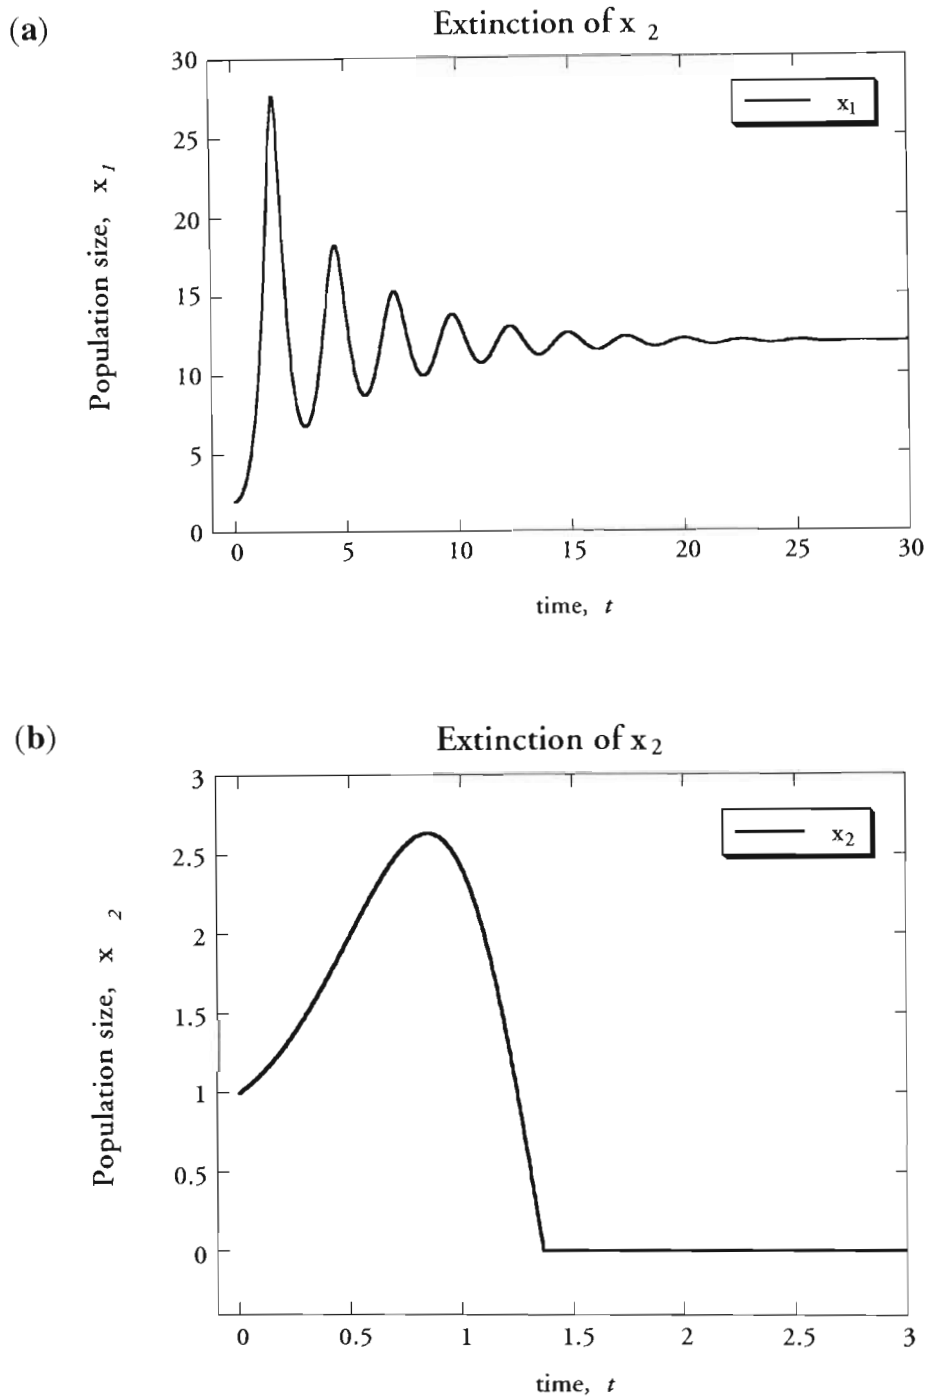 (a)
Extinction of x 2
30
25
20
15
10
5
0
Population size, x 1
x1
0 5 10 15 20 25 30
time, t
(b)
Extinction of x2
3
2.5
2
1.5
1
0.5
0
Population size, x 2
x2
0 0.5 1 1.5 2 2.5 3
time, t